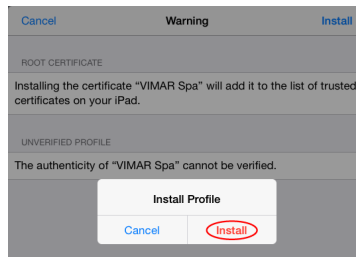 Cancel Warning Install
ROOT CERTIFICATE
Installing the certificate “VIMAR Spa” will add it to the list of trusted
certificates on your iPad.
UNVERIFIED PROFILE
The authenticity of “VIMAR Spa” cannot be verified.
Install Profile
Cancel Install